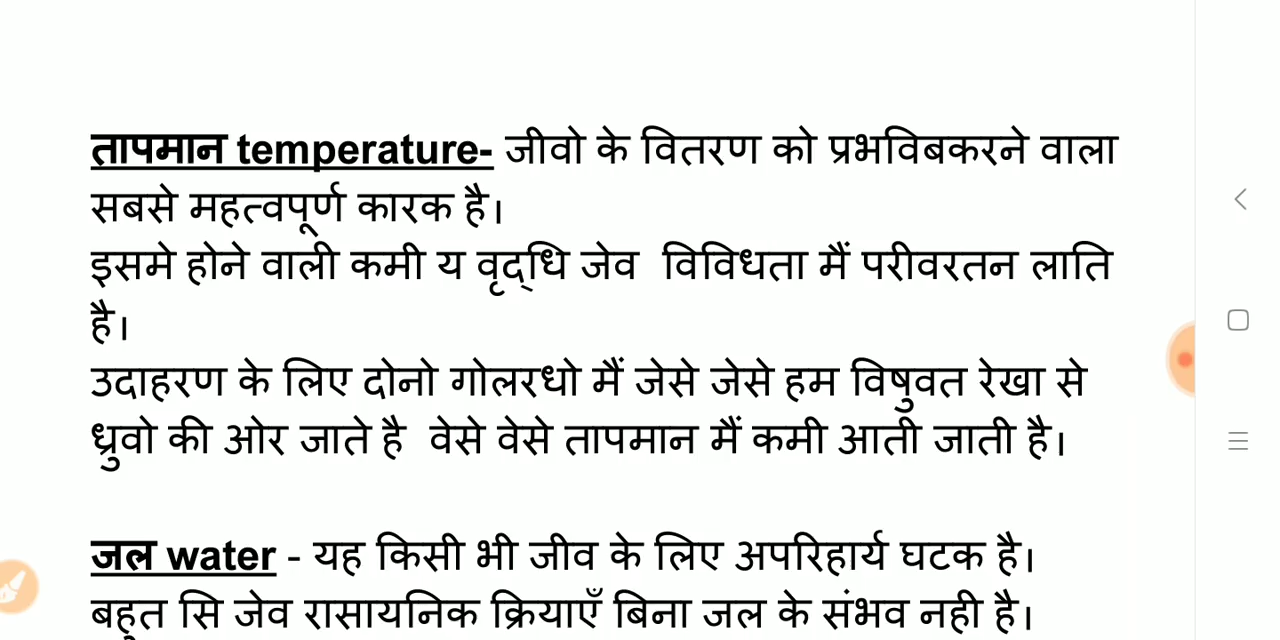 तापमान temperature- जीवो के वितरण को प्रभविबकरने वाला
सबसे महत्वपूर्ण कारक है।
इसमे होने वाली कमी य वृद्धि जेव  विविधता मैं परीवरतन लाति
है।
उदाहरण के लिए दोनो गोलरधो मैं जेसे जेसे हम विषुवत रेखा से
ध्रुवो की ओर जाते है  वेसे वेसे तापमान मैं कमी आती जाती है।
जल water - यह किसी भी जीव के लिए अपरिहार्य घटक है।
बहुत सि जेव रासायनिक क्रियाएँ बिना जल के संभव नही है।